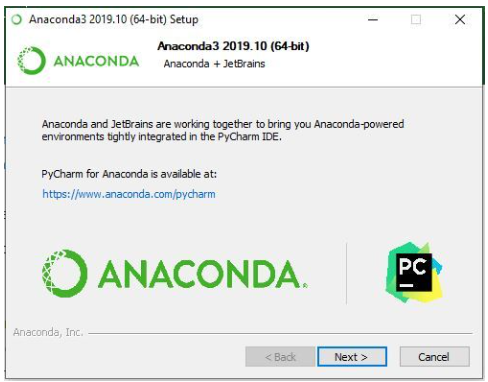 Anaconda3 2019.10 (64-bit) Setup
Anaconda3 2019.10 (64-bit)
ANACONDA
Anaconda + JetBrains
Anaconda and JetBrains are working together to bring you Anaconda-powered
environments tightly integrated in the PyCharm IDE.
PyCharm for Anaconda is available at:
https://www.anaconda.com/pycharm
ANACONDA.
PC
Anaconda, Inc.
< Back
Next >
Cancel